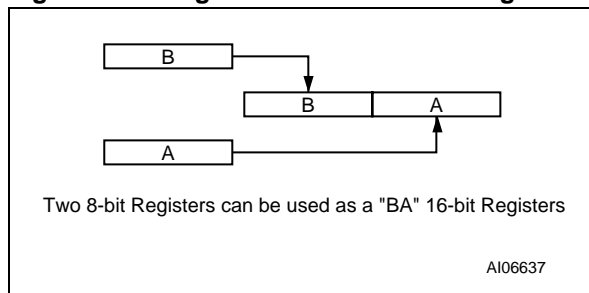 B
B A
A
Two 8-bit Registers can be used as a "BA" 16-bit Registers
AI06637